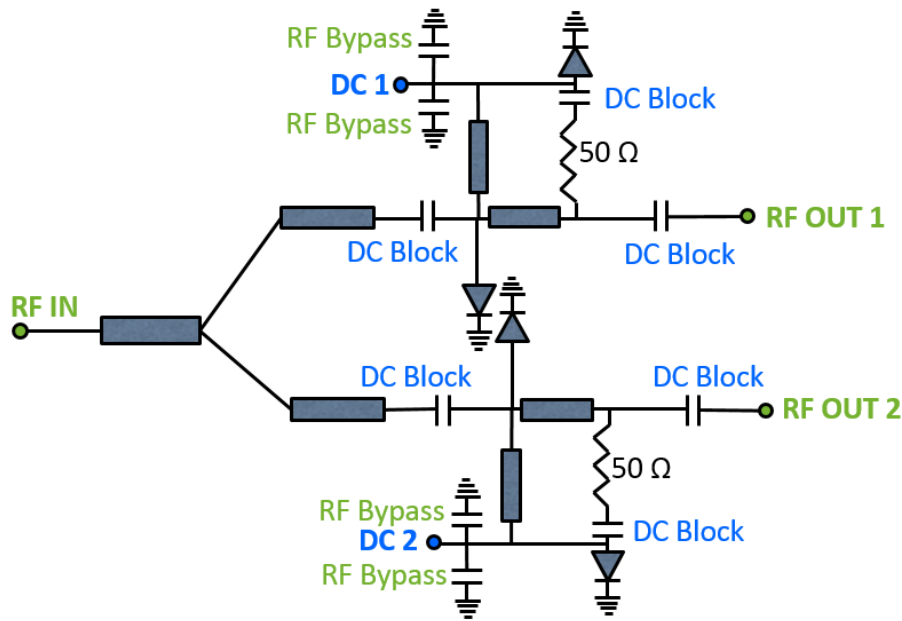 RF Bypass
DC 1
DC Block
RF Bypass
50 Ω
RF OUT 1
DC Block
DC Block
RF IN
DC Block
DC Block
RF OUT 2
50 Ω
RF Bypass
DC Block
DC 2
RF Bypass